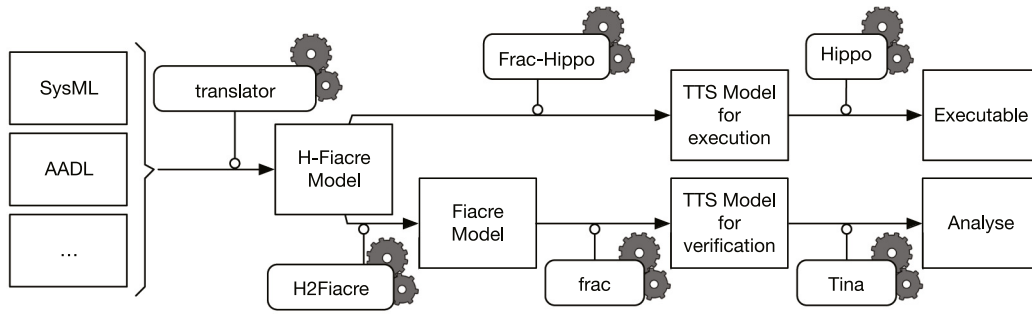 SysML
AADL
...
translator
H-Fiacre
Model
Frac-Hippo
TTS Model
for
execution
Hippo
Executable
H2Fiacre
Fiacre
Model
frac
TTS Model
for
verification
Tina
Analyse